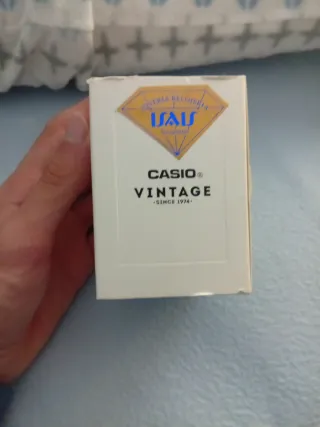 ISAIS
CASIO®
VINTAGE
·SINCE 1974·